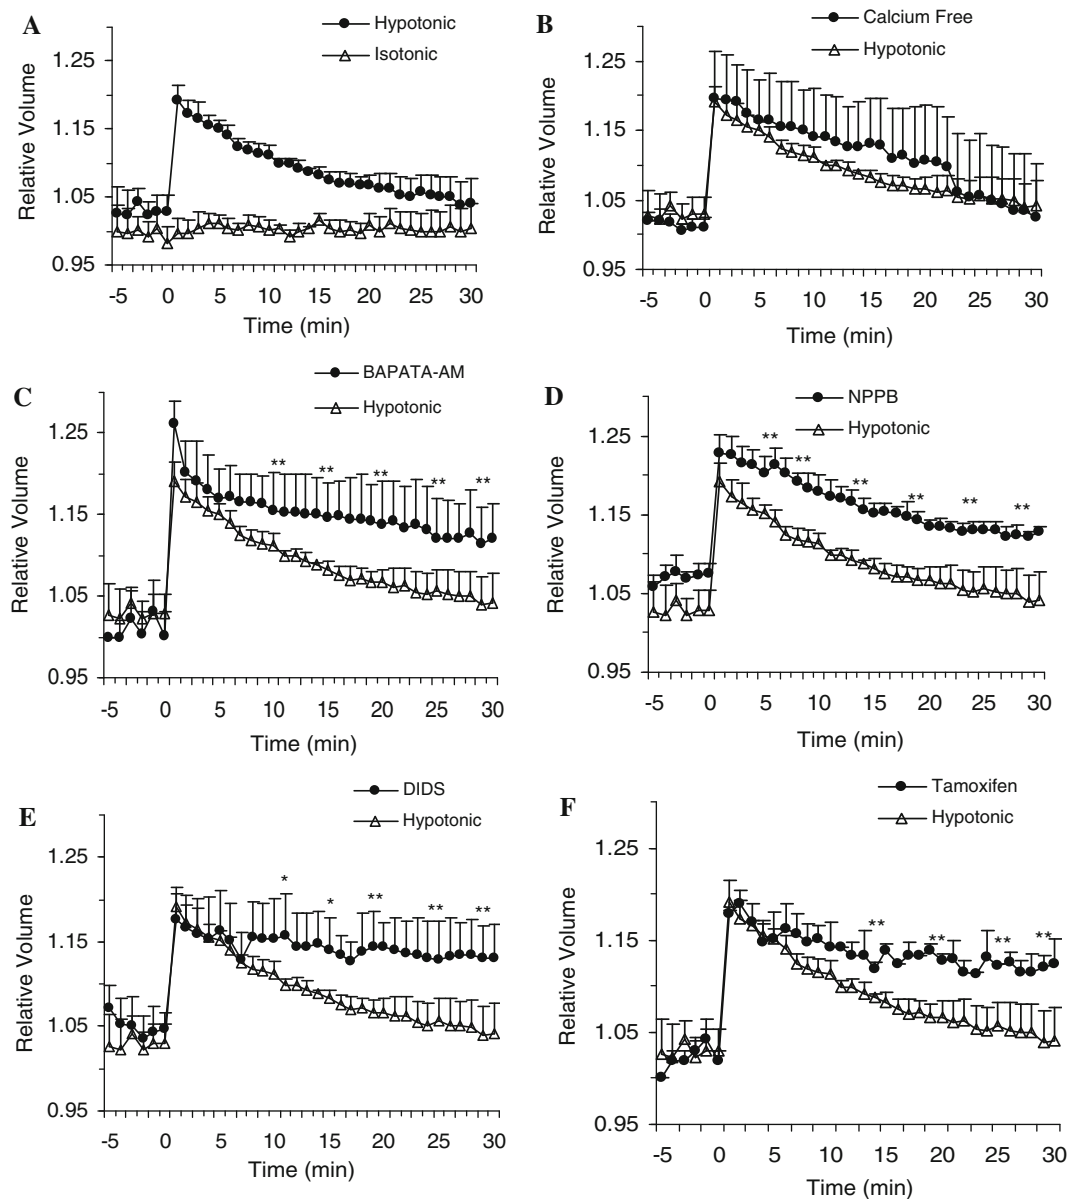 A
Hypotonic
Isotonic
Relative Volume
1.25
1.15
1.05
0.95
-5 0 5 10 15 20 25 30
Time (min)
B
Calcium Free
Hypotonic
Relative Volume
1.25
1.15
1.05
0.95
-5 0 5 10 15 20 25 30
Time (min)
C
BAPATA-AM
Hypotonic
Relative Volume
1.25
1.15
1.05
0.95
** ** ** ** **
-5 0 5 10 15 20 25 30
Time (min)
D
NPPB
Hypotonic
Relative Volume
1.25
1.15
1.05
0.95
** ** ** ** ** **
-5 0 5 10 15 20 25 30
Time (min)
E
DIDS
Hypotonic
Relative Volume
1.25
1.15
1.05
0.95
* * ** ** **
-5 0 5 10 15 20 25 30
Time (min)
F
Tamoxifen
Hypotonic
Relative Volume
1.25
1.15
1.05
0.95
** ** ** **
-5 0 5 10 15 20 25 30
Time (min)